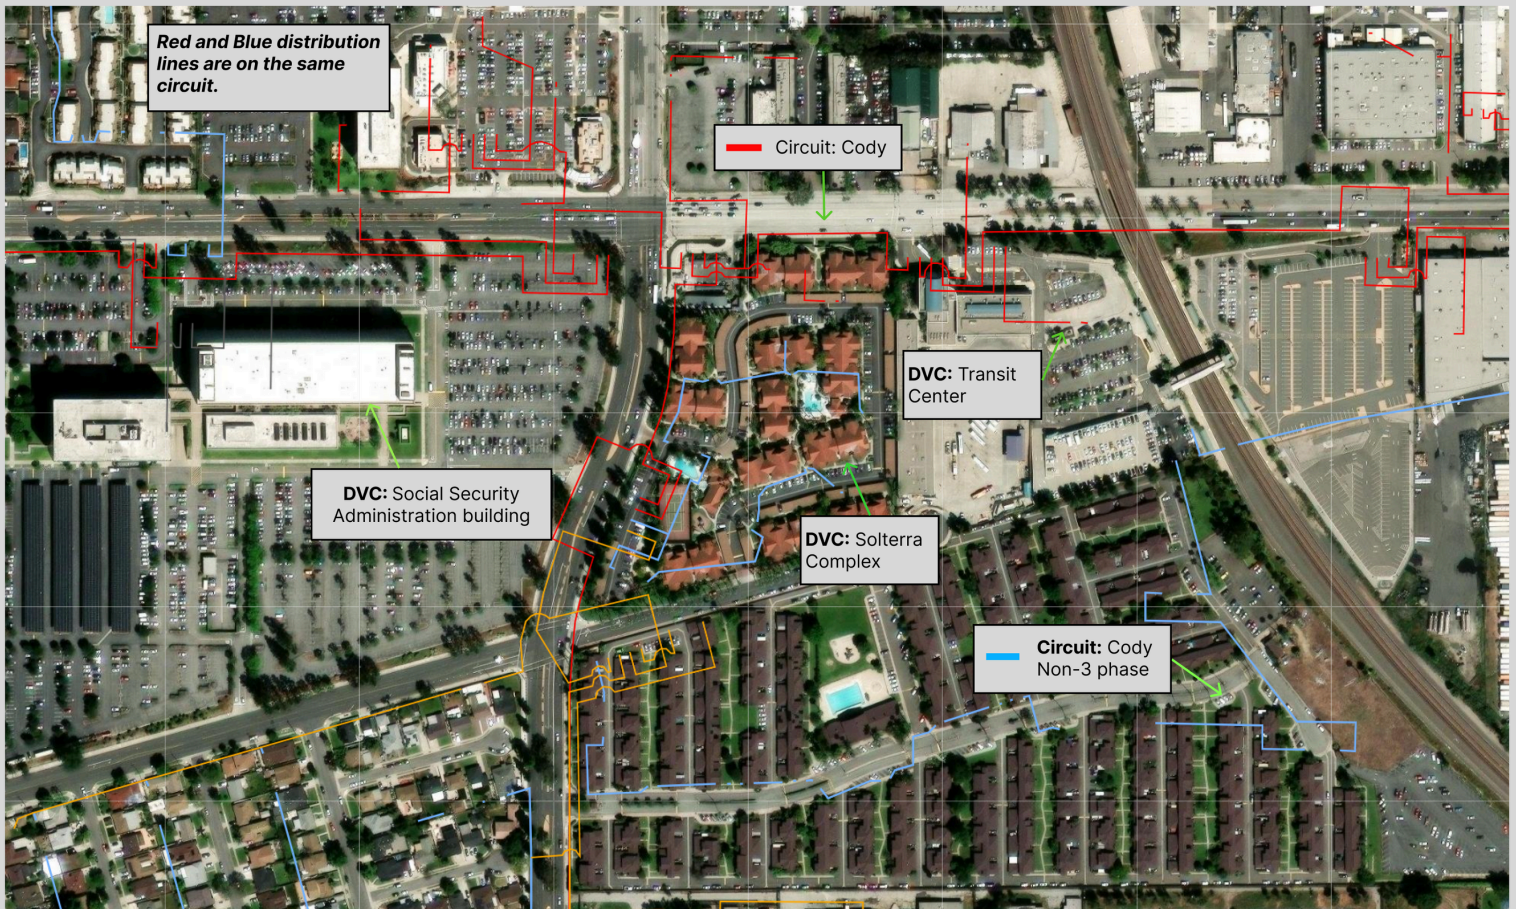 Red and Blue distribution
lines are on the same
circuit.
Circuit: Cody
DVC: Transit
Center
DVC: Social Security
Administration building
DVC: Solterra
Complex
Circuit: Cody
Non-3 phase